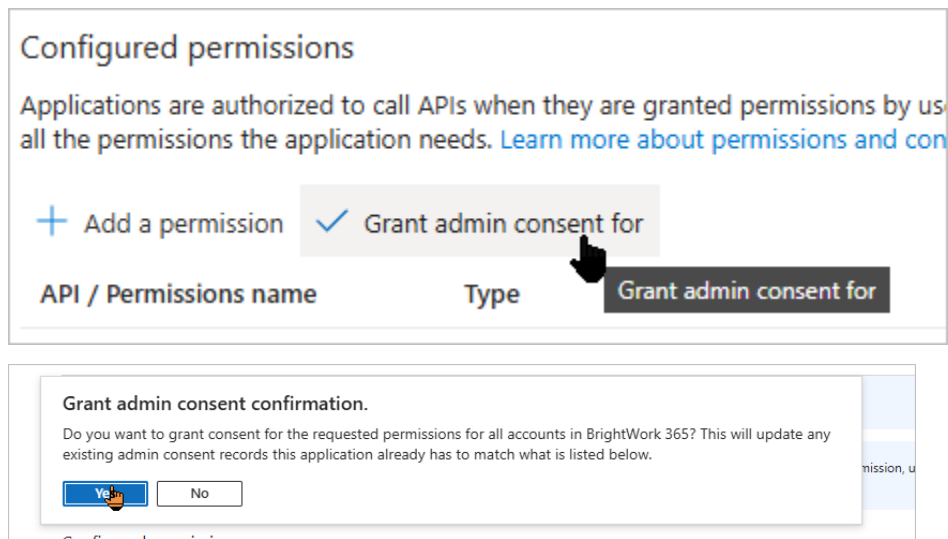 Configured permissions
Applications are authorized to call APIs when they are granted permissions by
all the permissions the application needs. Learn more about permissions and
Add a permission
Grant admin consent for
API / Permissions name
Type
Grant admin consent for
Grant admin consent confirmation.
Do you want to grant consent for the requested permissions for all accounts in BrightWork 365? This will update any
existing admin consent records this application already has to match what is listed below.
Yes
No